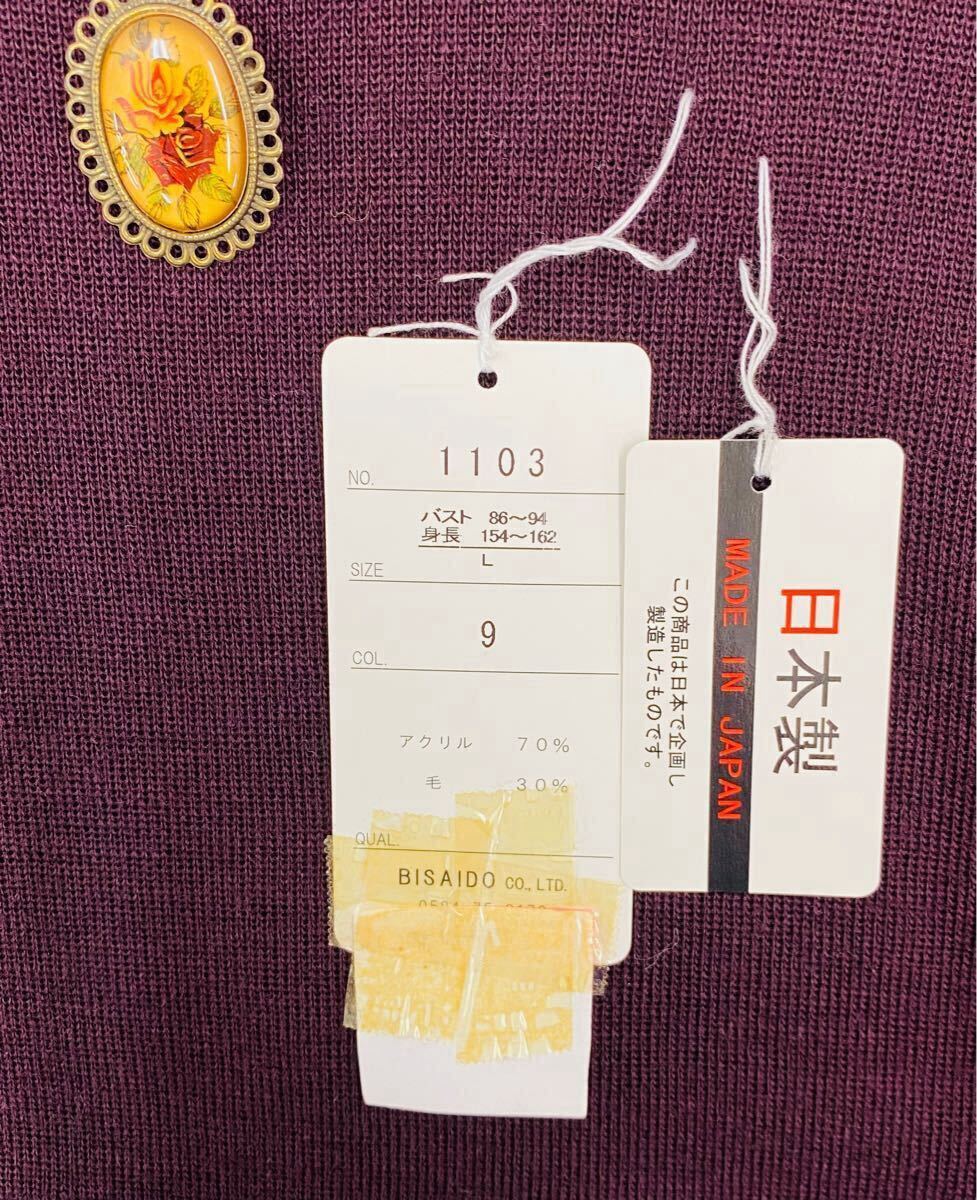 NO. 1103
バスト 86～94
身長 154～162
L
SIZE
9
COL.
アクリル 70%
毛 30%
QUAL.
BISAIDO CO., LTD.
日本製
MADE IN JAPAN
この商品は日本で企画し
製造したものです。